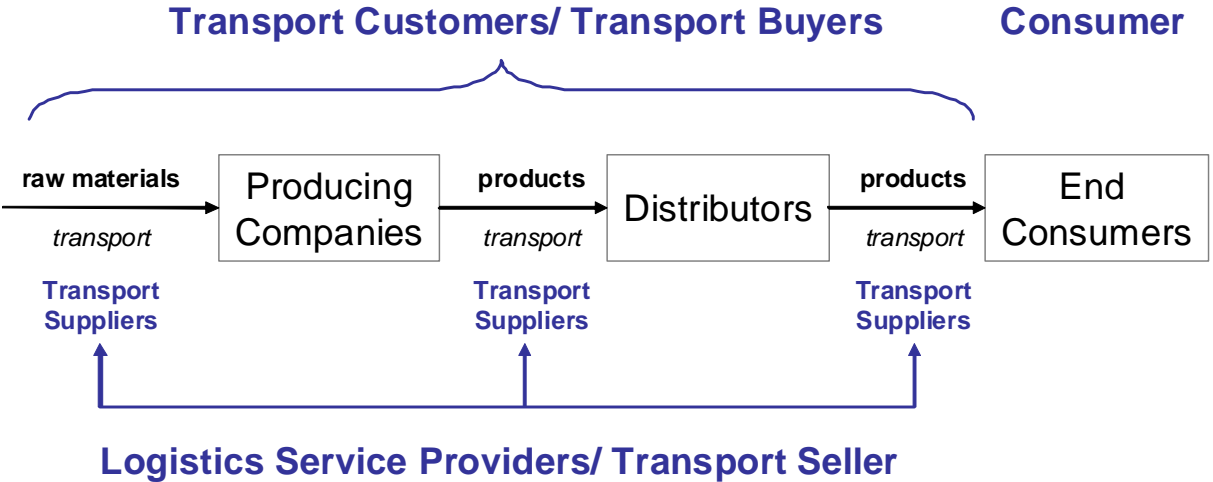 Transport Customers/ Transport Buyers
Consumer
raw materials
transport
Producing
Companies
products
transport
Distributors
products
transport
End
Consumers
Transport
Suppliers
Transport
Suppliers
Transport
Suppliers
Logistics Service Providers/ Transport Seller